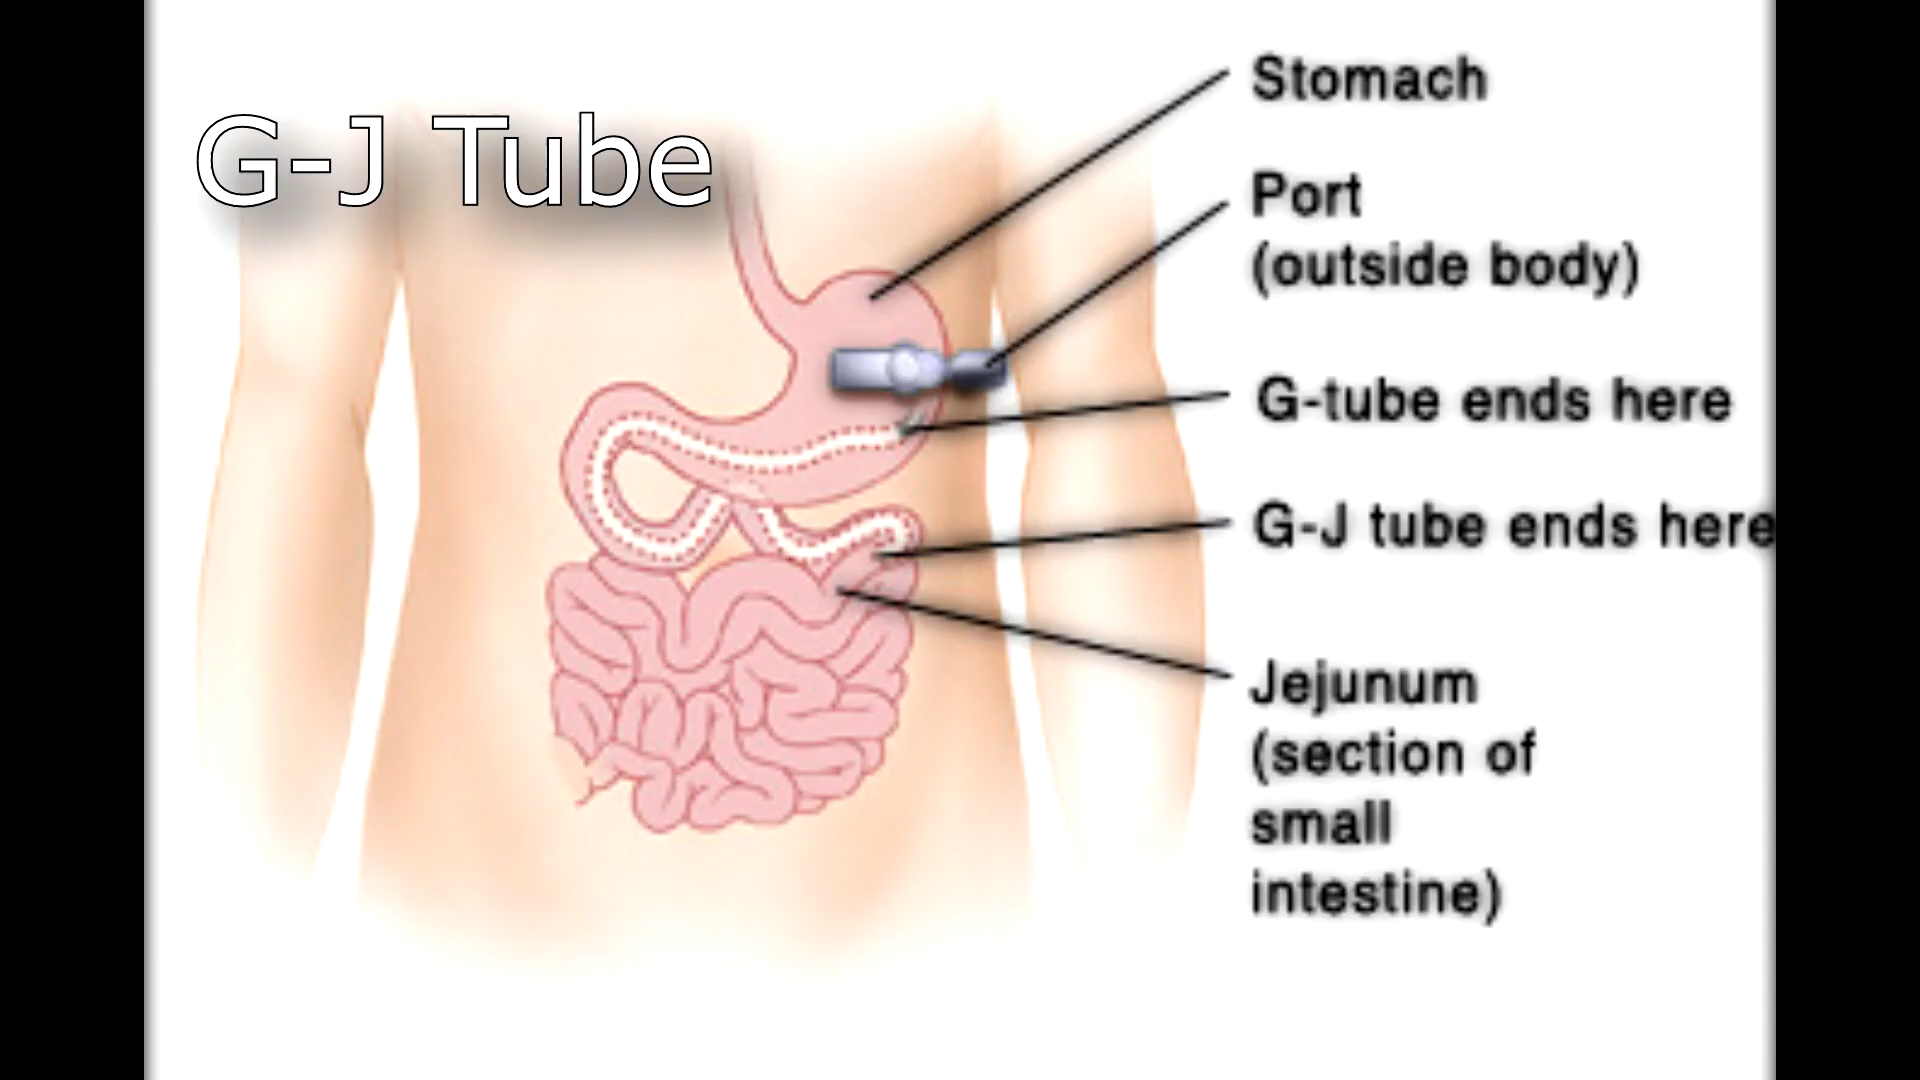 G-J Tube
Stomach
Port
(outside body)
G-tube ends here
G-J tube ends here
Jejunum
(section of
small
intestine)